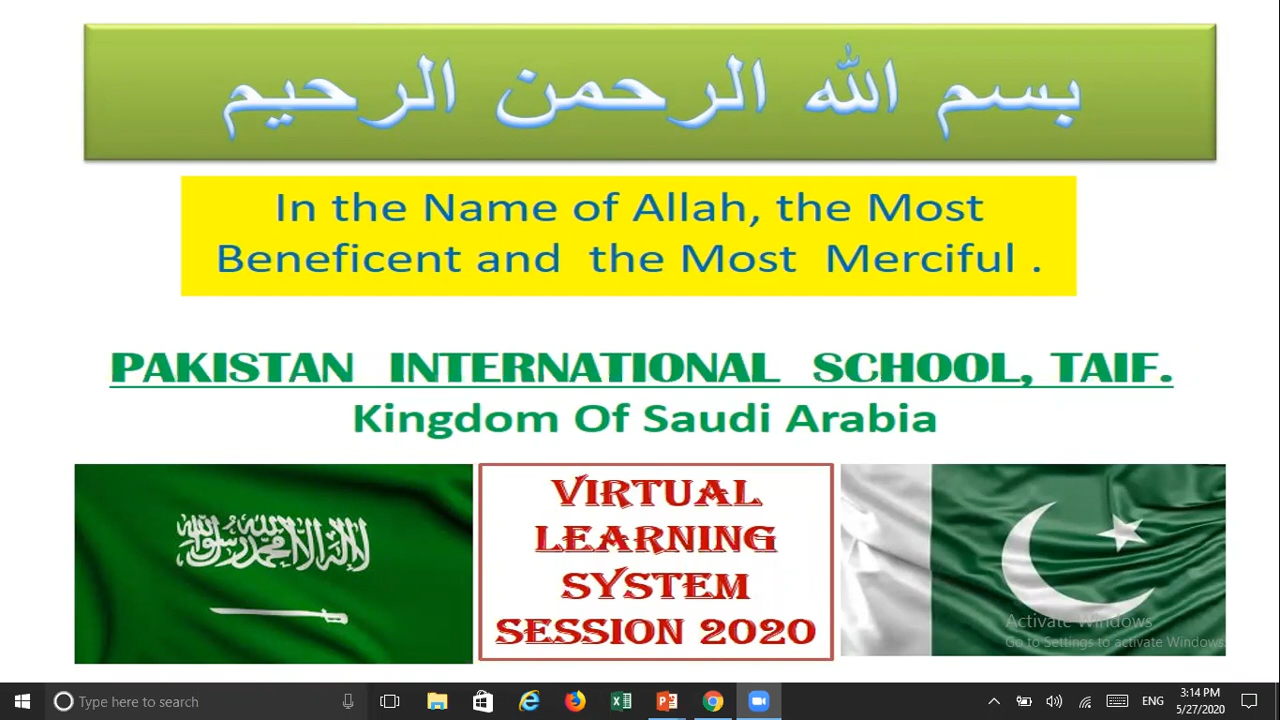 بسم الله الرحمن الرحيم
In the Name of Allah, the Most
Beneficent and the Most Merciful .
PAKISTAN INTERNATIONAL SCHOOL, TAIF.
Kingdom Of Saudi Arabia
لا إله إلا الله محمد رسول الله
VIRTUAL
LEARNING
SYSTEM
SESSION 2020
Activate Windows
Go to Settings to activate Windows.
Type here to search
ENG
3:14 PM
5/27/2020